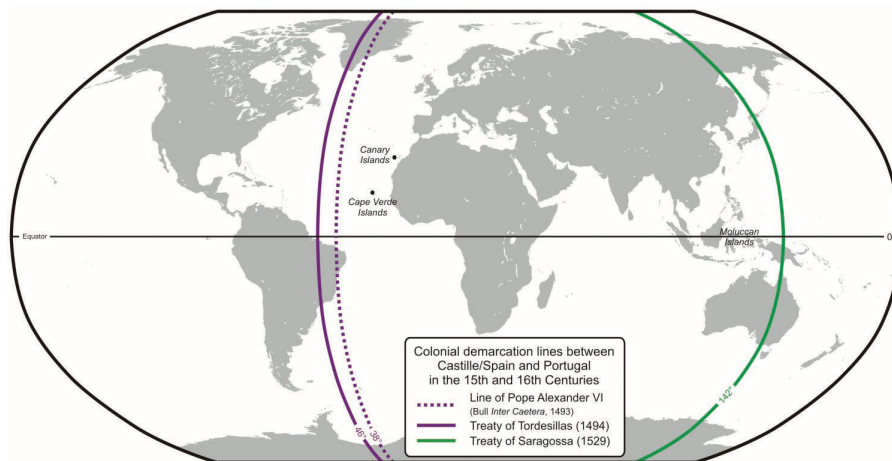 Canary
Islands
Cape Verde
Islands
Equator
Moluccan
Islands
0
Colonial demarcation lines between
Castille/Spain and Portugal
in the 15th and 16th Centuries
Line of Pope Alexander VI
(Bull Inter Caetera, 1493)
Treaty of Tordesillas (1494)
Treaty of Saragossa (1529)
142°
46°
38°